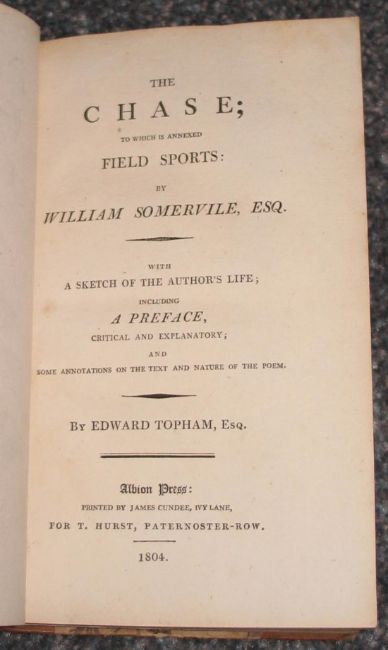 THE
CHASE;
TO WHICH IS ANNEXED
FIELD SPORTS:
BY
WILLIAM SOMERVILE, ESQ.
WITH
A SKETCH OF THE AUTHOR'S LIFE;
INCLUDING
A PREFACE,
CRITICAL AND EXPLANATORY;
AND
SOME ANNOTATIONS ON THE TEXT AND NATURE OF THE POEM.
BY EDWARD TOPHAM, ESQ.
Albion Press:
PRINTED BY JAMES CUNDEE, IVY LANE,
FOR T. HURST, PATERNOSTER-ROW.
1804.